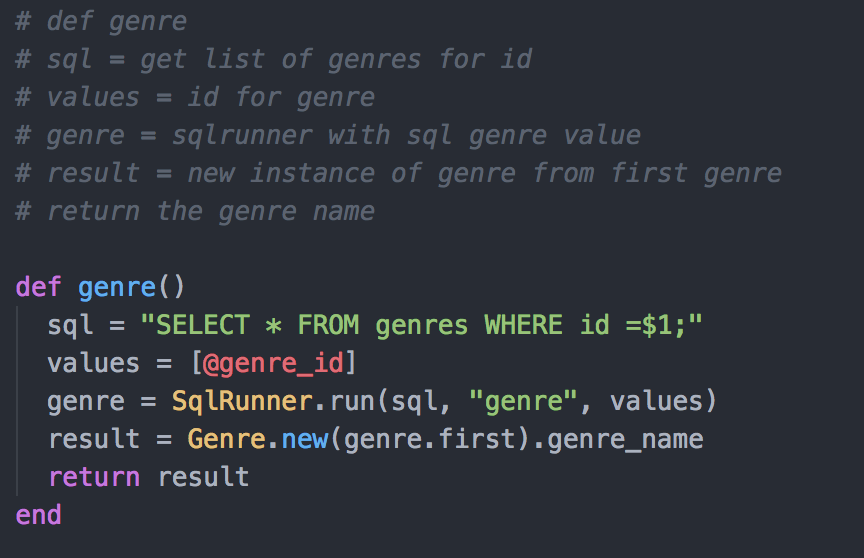 # def genre
# sql = get list of genres for id
# values = id for genre
# genre = sqlrunner with sql genre value
# result = new instance of genre from first genre
# return the genre name
def genre()
sql = "SELECT * FROM genres WHERE id =$1;"
values = [@genre_id]
genre = SqlRunner.run(sql, "genre", values)
result = Genre.new(genre.first).genre_name
return result
end